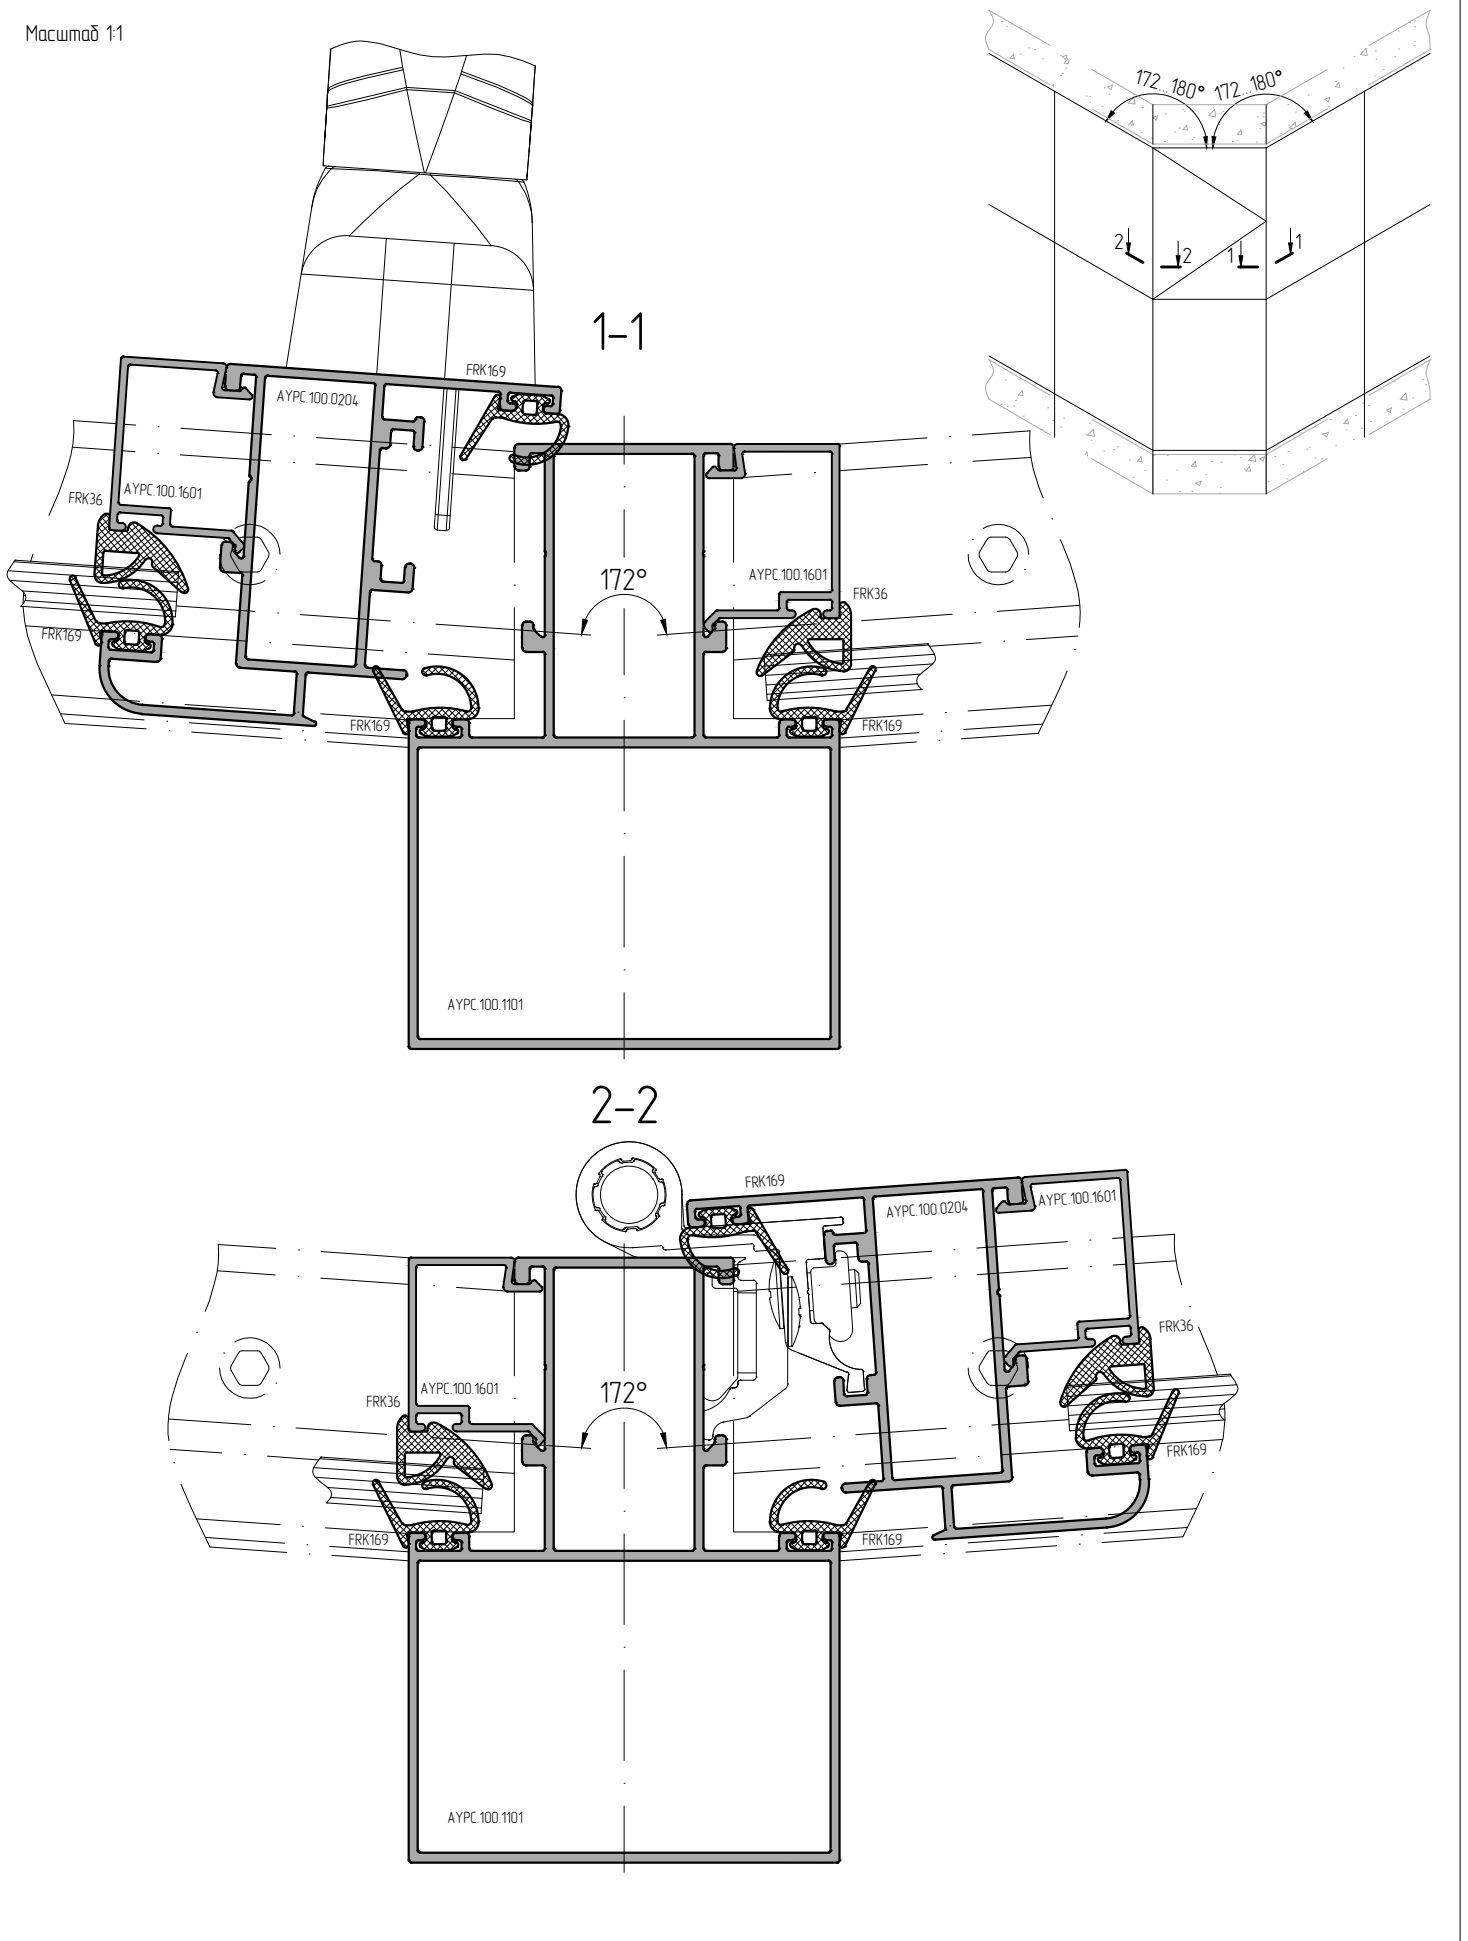 Масштаб 1:1
172...180° 172...180°
2 2 1 1
1-1
FRK169
AYPC.100.0204
AYPC.100.1601
FRK36
FRK169
172°
AYPC.100.1601
FRK36
FRK169
FRK169
AYPC.100.1101
2-2
FRK169
AYPC.100.0204
AYPC.100.1601
FRK36
AYPC.100.1601
FRK36
172°
FRK169
FRK169
FRK169
AYPC.100.1101